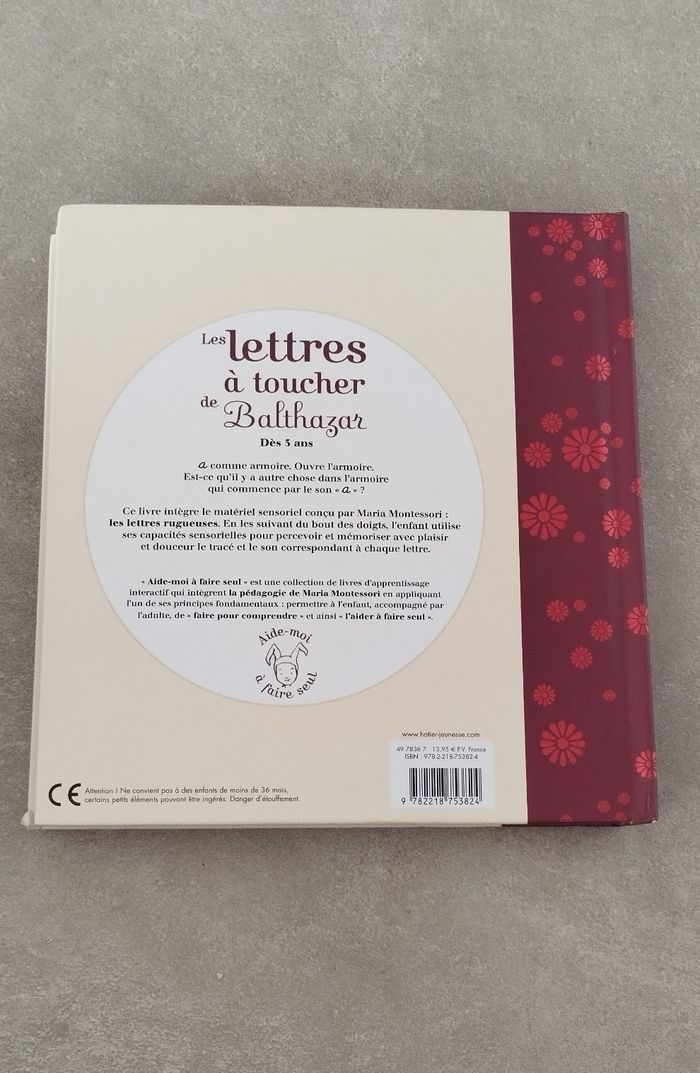 Les lettres
à toucher
de Balthazar
Dès 3 ans
a comme armoire. Ouvre l'armoire.
Est-ce qu'il y a autre chose dans l'armoire
qui commence par le son « a » ?
Ce livre intègre le matériel sensoriel conçu par Maria Montessori :
les lettres rugueuses. En les suivant du bout des doigts, l'enfant utilise
ses capacités sensorielles pour percevoir et mémoriser avec plaisir
et douceur le tracé et le son correspondant à chaque lettre.
« Aide-moi à faire seul » est une collection de livres d'apprentissage
interactif qui intègrent la pédagogie de Maria Montessori en appliquant
l'un de ses principes fondamentaux : permettre à l'enfant, accompagné par
l'adulte, de « faire pour comprendre » et ainsi « l'aider à faire seul ».
Aide-moi
à faire seul
www.hatier-jeunesse.com
49 7836 7 13,95 € P.V. France
ISBN : 978-2-218-75382-4
9 782218 753824
CE Attention ! Ne convient pas à des enfants de moins de 36 mois,
certains petits éléments pouvant être ingérés. Danger d'étouffement.